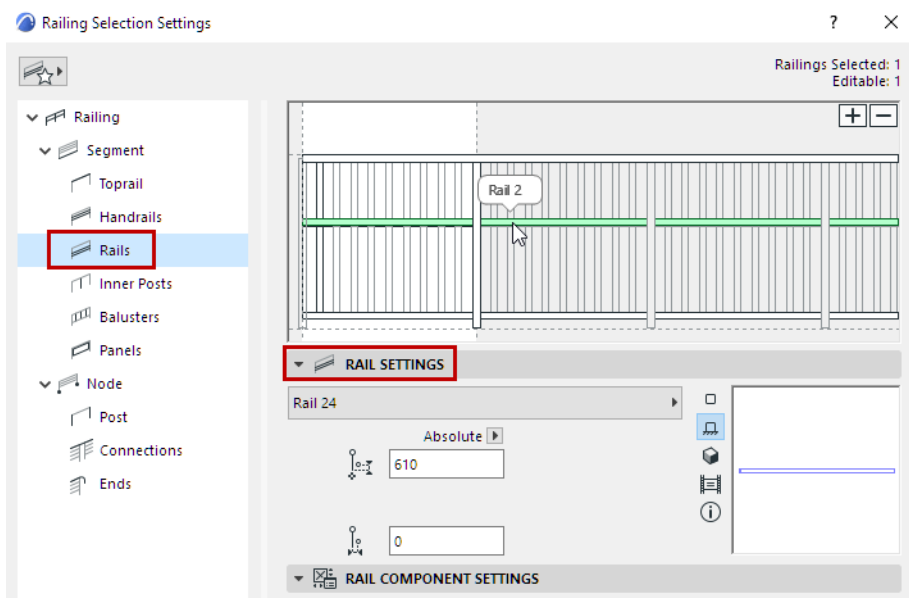 Railing Selection Settings
?
Railings Selected: 1
Editable: 1
Railing
Segment
Toprail
Handrails
Rails
Inner Posts
Balusters
Panels
Node
Post
Connections
Ends
Rail 2
RAIL SETTINGS
Rail 24
Absolute
610
0
RAIL COMPONENT SETTINGS